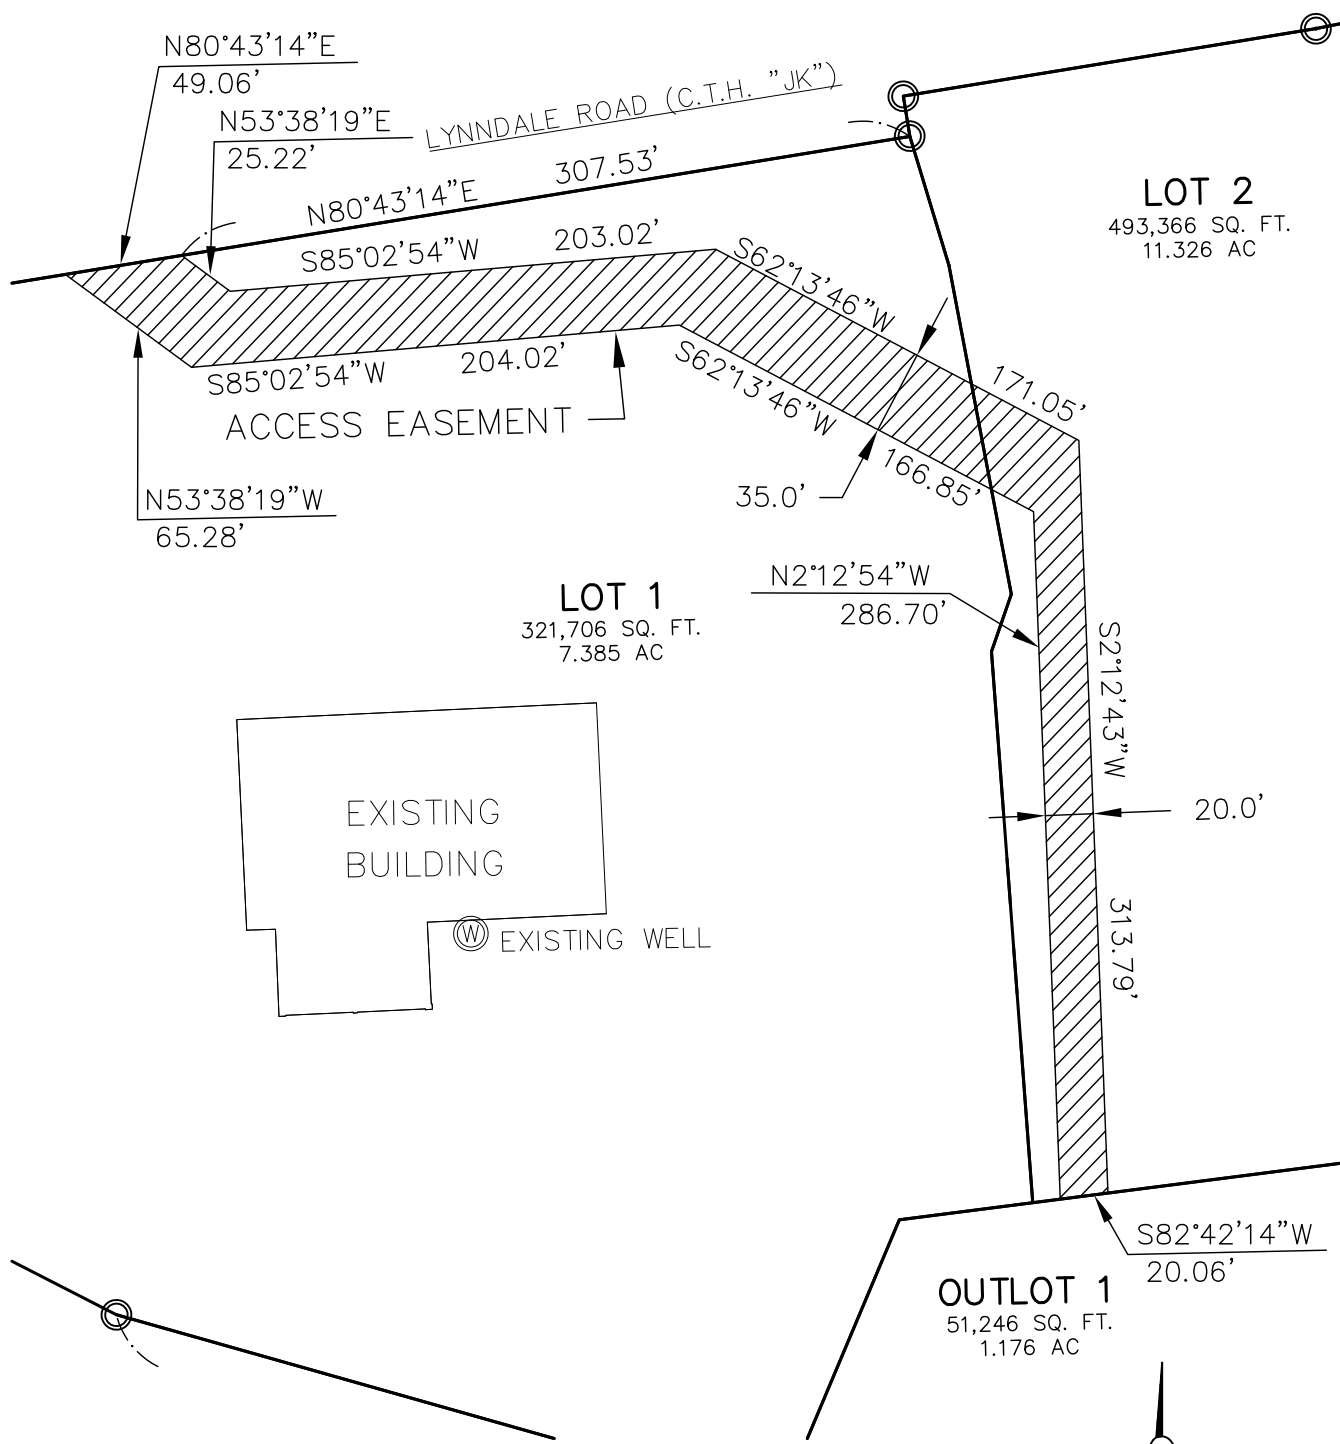 N80°43'14"E
49.06'
N53°38'19"E
25.22'
LYNNDALE ROAD (C.T.H. "JK")
N80°43'14"E 307.53'
S85°02'54"W 203.02'
S62°13'46"W
171.05'
LOT 2
493,366 SQ. FT.
11.326 AC
S85°02'54"W 204.02'
S62°13'46"W
166.85'
ACCESS EASEMENT
35.0'
N53°38'19"W
65.28'
N2°12'54"W
286.70'
LOT 1
321,706 SQ. FT.
7.385 AC
S2°12'43"W
313.79'
20.0'
EXISTING
BUILDING
W
EXISTING WELL
S82°42'14"W
20.06'
OUTLOT 1
51,246 SQ. FT.
1.176 AC